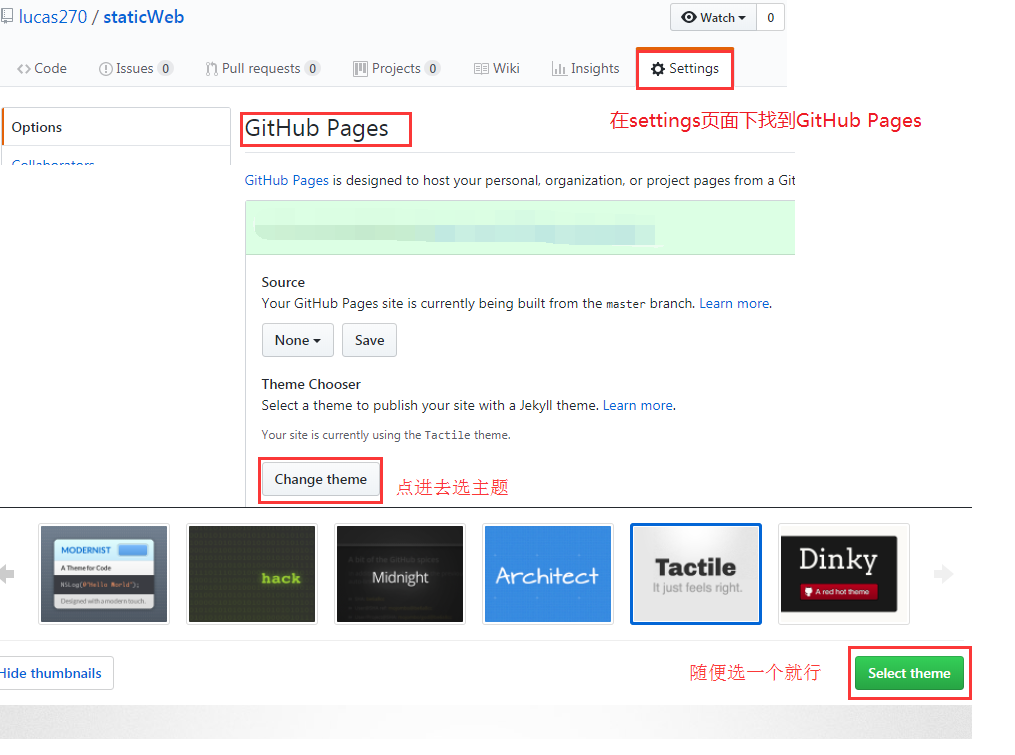 lucas270 / staticWeb
Watch 0
Code Issues 0 Pull requests 0 Projects 0 Wiki Insights Settings
Options
GitHub Pages
在settings页面下找到GitHub Pages
Collaborators
GitHub Pages is designed to host your personal, organization, or project pages from a Git
Source
Your GitHub Pages site is currently being built from the master branch. Learn more.
None Save
Theme Chooser
Select a theme to publish your site with a Jekyll theme. Learn more.
Your site is currently using the Tactile theme.
Change theme 点进去选主题
MODERNIST
A Theme for Code
NSLog(@"Hello World");
Designed with a modern touch.
hack
Midnight
Architect
Tactile
It just feels right.
Dinky
A red hot theme
Hide thumbnails 随便选一个就行 Select theme